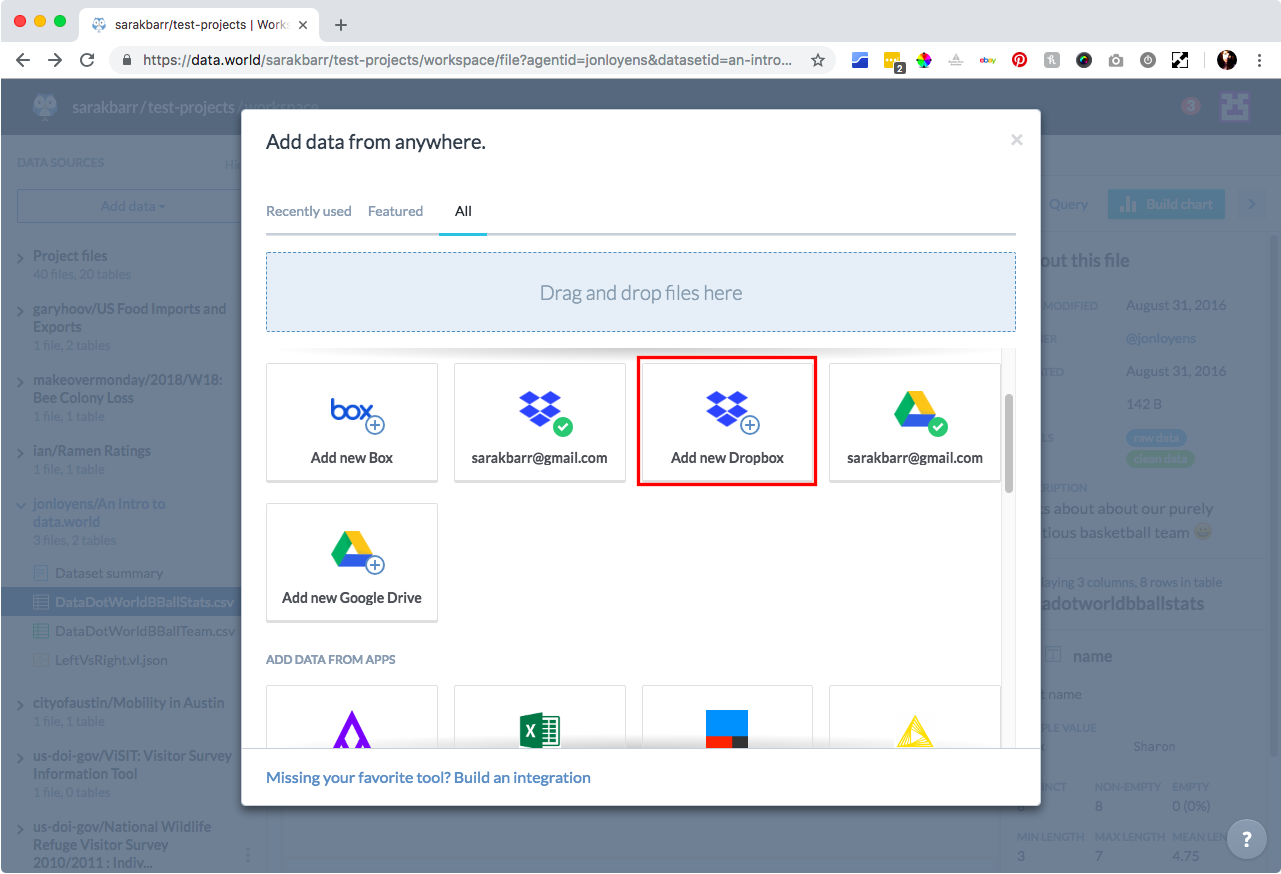 sarakbarr/test-projects | Works
https://data.world/sarakbarr/test-projects/workspace/file?agentid=jonloyens&datasetid=an-intro...
2
sarakbarr / test-projects / workspace
3
DATA SOURCES
Add data
Project files
40 files, 20 tables
garyhoov/US Food Imports and
Exports
1 file, 2 tables
makeovermonday/2018/W18:
Bee Colony Loss
1 file, 1 table
ian/Ramen Ratings
1 file, 1 table
jonloyens/An Intro to
data.world
3 files, 2 tables
Dataset summary
DataDotWorldBBallStats.csv
DataDotWorldBBallTeam.csv
LeftVsRight.vl.json
cityofaustin/Mobility in Austin
1 file, 1 table
us-doi-gov/ViSIT: Visitor Survey
Information Tool
1 file, 0 tables
us-doi-gov/National Wildlife
Refuge Visitor Survey
2010/2011 : Indiv...
Add data from anywhere.
×
Recently used
Featured
All
Drag and drop files here
box
Add new Box
sarakbarr@gmail.com
Add new Dropbox
sarakbarr@gmail.com
Add new Google Drive
ADD DATA FROM APPS
X
Missing your favorite tool? Build an integration
Query
Build chart
out this file
MODIFIED
August 31, 2016
@jonloyens
August 31, 2016
142 B
raw data
clean data
about about our purely
basketball team
3 columns, 8 rows in table
adotworldbballstats
T name
name
Sharon
NON-EMPTY
EMPTY
8
0 (0%)
MIN LENGTH
MAX LENGTH
MEAN LEN
3
7
4.75
?